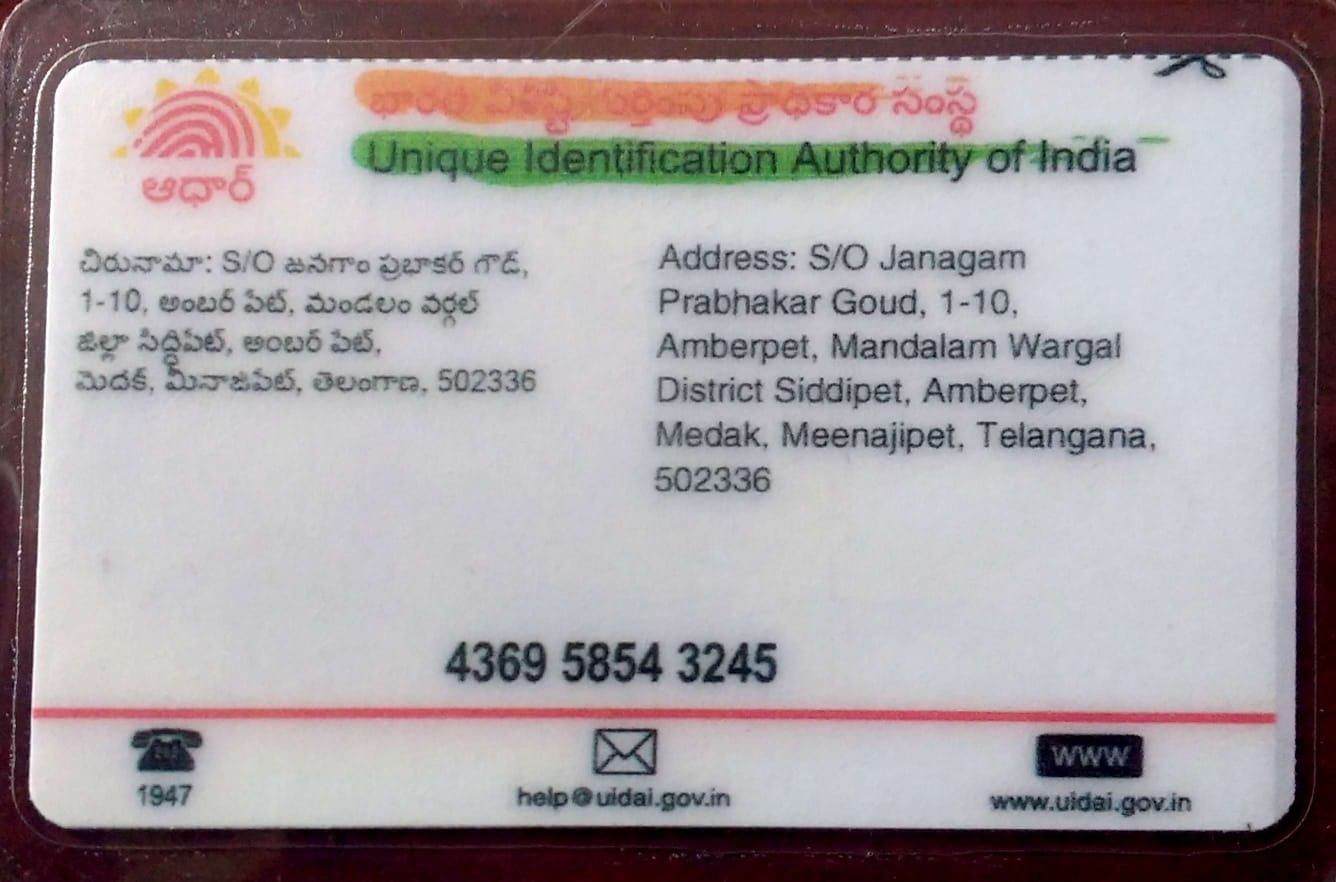 ఆధార్
భారత విశిష్ట గుర్తింపు ప్రాధికార సంస్థ
Unique Identification Authority of India
చిరునామా: S/O జనగాం ప్రభాకర్ గౌడ్,
1-10, అంబర్ పేట్, మండలం వర్గల్
జిల్లా సిద్దిపేట్, అంబర్ పేట్,
మెదక్, మీనాజిపేట్, తెలంగాణ, 502336
Address: S/O Janagam
Prabhakar Goud, 1-10,
Amberpet, Mandalam Wargal
District Siddipet, Amberpet,
Medak, Meenajipet, Telangana,
502336
4369 5854 3245
1947
help@uidai.gov.in
www
www.uidai.gov.in